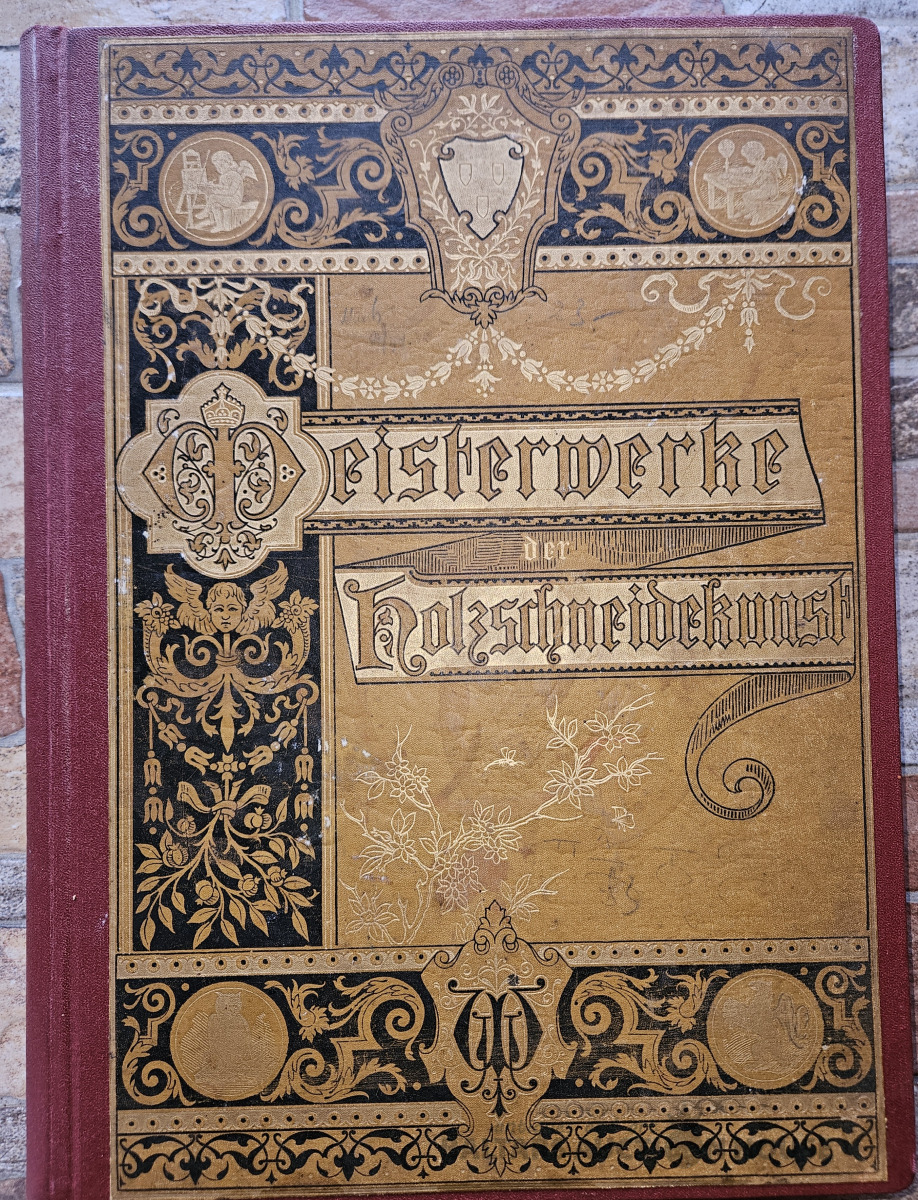 Meisterwerke
der
Holzschneidekunst